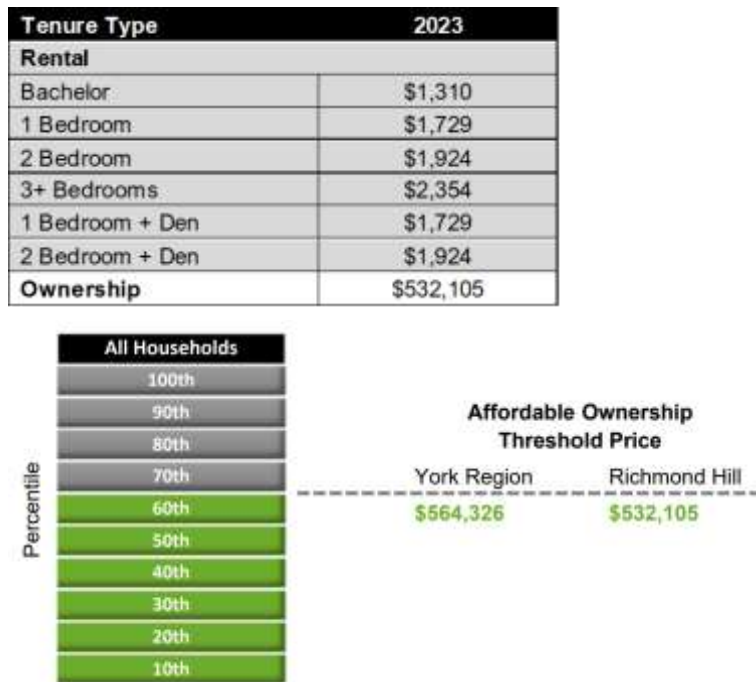 Tenure Type 2023
Rental
Bachelor $1,310
1 Bedroom $1,729
2 Bedroom $1,924
3+ Bedrooms $2,354
1 Bedroom + Den $1,729
2 Bedroom + Den $1,924
Ownership $532,105
All Households
100th
90th
80th
70th
60th
50th
40th
30th
20th
10th
Percentile
Affordable Ownership
Threshold Price
York Region Richmond Hill
$564,326 $532,105